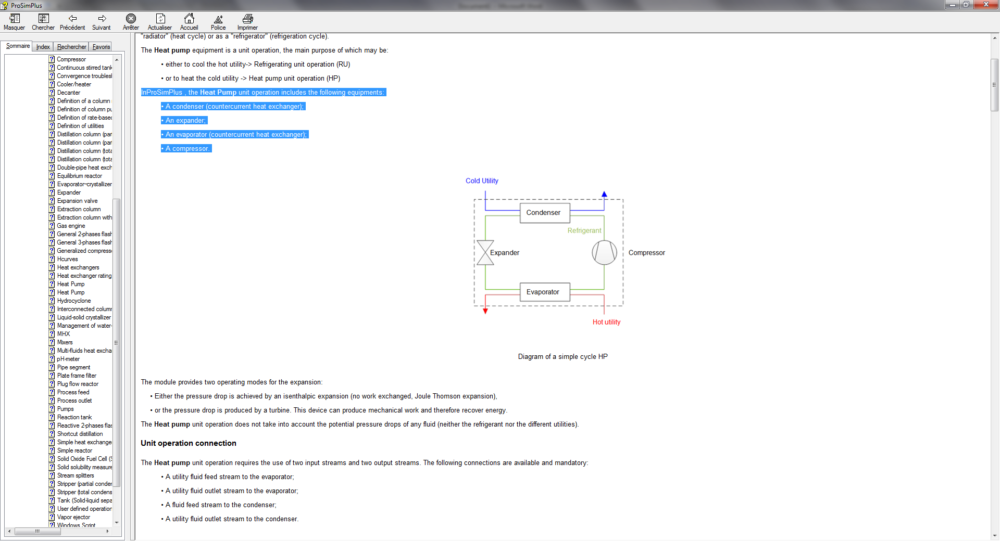 ProSimPlus
Masquer Chercher Précédent Suivant Arrêter Actualiser Accueil Police Imprimer
Sommaire Index Rechercher Favoris
Compressor
Continuous stirred tank
Convergence troublesl
Cooler/heater
Decanter
Definition of a column
Definition of column pu
Definition of rate-based
Definition of utilities
Distillation column (par
Distillation column (par
Distillation column (tota
Distillation column (tota
Double-pipe heat exch
Equilibrium reactor
Evaporator-crystallizer
Expander
Expansion valve
Extraction column
Extraction column with
Gas engine
General 2-phases flash
General 3-phases flash
Generalized compresso
Hcurves
Heat exchangers
Heat exchanger rating
Heat Pump
Heat Pump
Hydrocyclone
Interconnected column
Liquid-solid crystallizer
Management of water-
MHX
Mixers
Multi-fluids heat excha
pH-meter
Pipe segment
Plate frame filter
Plug flow reactor
Process feed
Process outlet
Pumps
Reaction tank
Reactive 2-phases flas
Shortcut distillation
Simple heat exchange
Simple reactor
Solid Oxide Fuel Cell (S
Solid solubility measure
Stream splitters
Stripper (partial conden
Stripper (total condens
Tank (Solid-liquid sepa
User defined operation
Vapor ejector
Windows Script
"radiator" (heat cycle) or as a "refrigerator" (refrigeration cycle).
The Heat pump equipment is a unit operation, the main purpose of which may be:
• either to cool the hot utility-> Refrigerating unit operation (RU)
• or to heat the cold utility -> Heat pump unit operation (HP)
InProSimPlus , the Heat Pump unit operation includes the following equipments:
• A condenser (countercurrent heat exchanger);
• An expander;
• An evaporator (countercurrent heat exchanger);
• A compressor.
Cold Utility
Condenser
Refrigerant
Expander
Compressor
Evaporator
Hot utility
Diagram of a simple cycle HP
The module provides two operating modes for the expansion:
• Either the pressure drop is achieved by an isenthalpic expansion (no work exchanged, Joule Thomson expansion),
• or the pressure drop is produced by a turbine. This device can produce mechanical work and therefore recover energy.
The Heat pump unit operation does not take into account the potential pressure drops of any fluid (neither the refrigerant nor the different utilities).
Unit operation connection
The Heat pump unit operation requires the use of two input streams and two output streams. The following connections are available and mandatory:
• A utility fluid feed stream to the evaporator;
• A utility fluid outlet stream to the evaporator;
• A fluid feed stream to the condenser;
• A utility fluid outlet stream to the condenser.